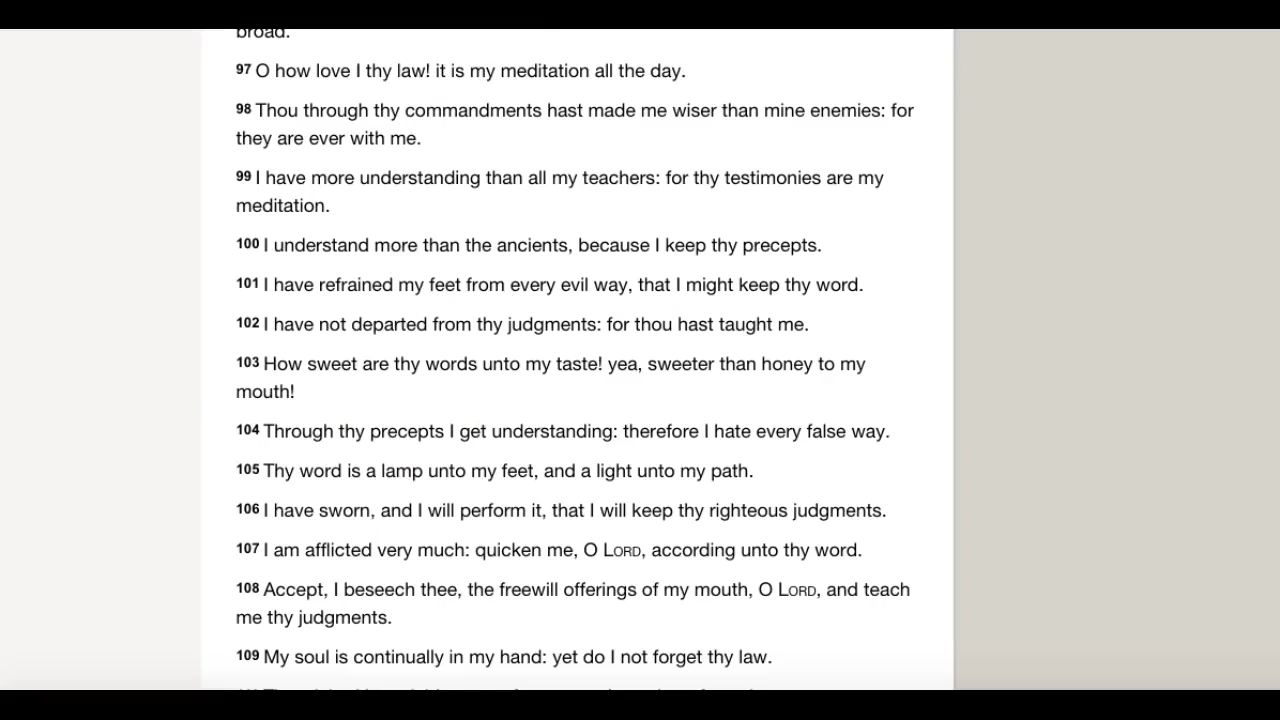 broad.
97 O how love I thy law! it is my meditation all the day.
98 Thou through thy commandments hast made me wiser than mine enemies: for
they are ever with me.
99 I have more understanding than all my teachers: for thy testimonies are my
meditation.
100 I understand more than the ancients, because I keep thy precepts.
101 I have refrained my feet from every evil way, that I might keep thy word.
102 I have not departed from thy judgments: for thou hast taught me.
103 How sweet are thy words unto my taste! yea, sweeter than honey to my
mouth!
104 Through thy precepts I get understanding: therefore I hate every false way.
105 Thy word is a lamp unto my feet, and a light unto my path.
106 I have sworn, and I will perform it, that I will keep thy righteous judgments.
107 I am afflicted very much: quicken me, O LORD, according unto thy word.
108 Accept, I beseech thee, the freewill offerings of my mouth, O LORD, and teach
me thy judgments.
109 My soul is continually in my hand: yet do I not forget thy law.